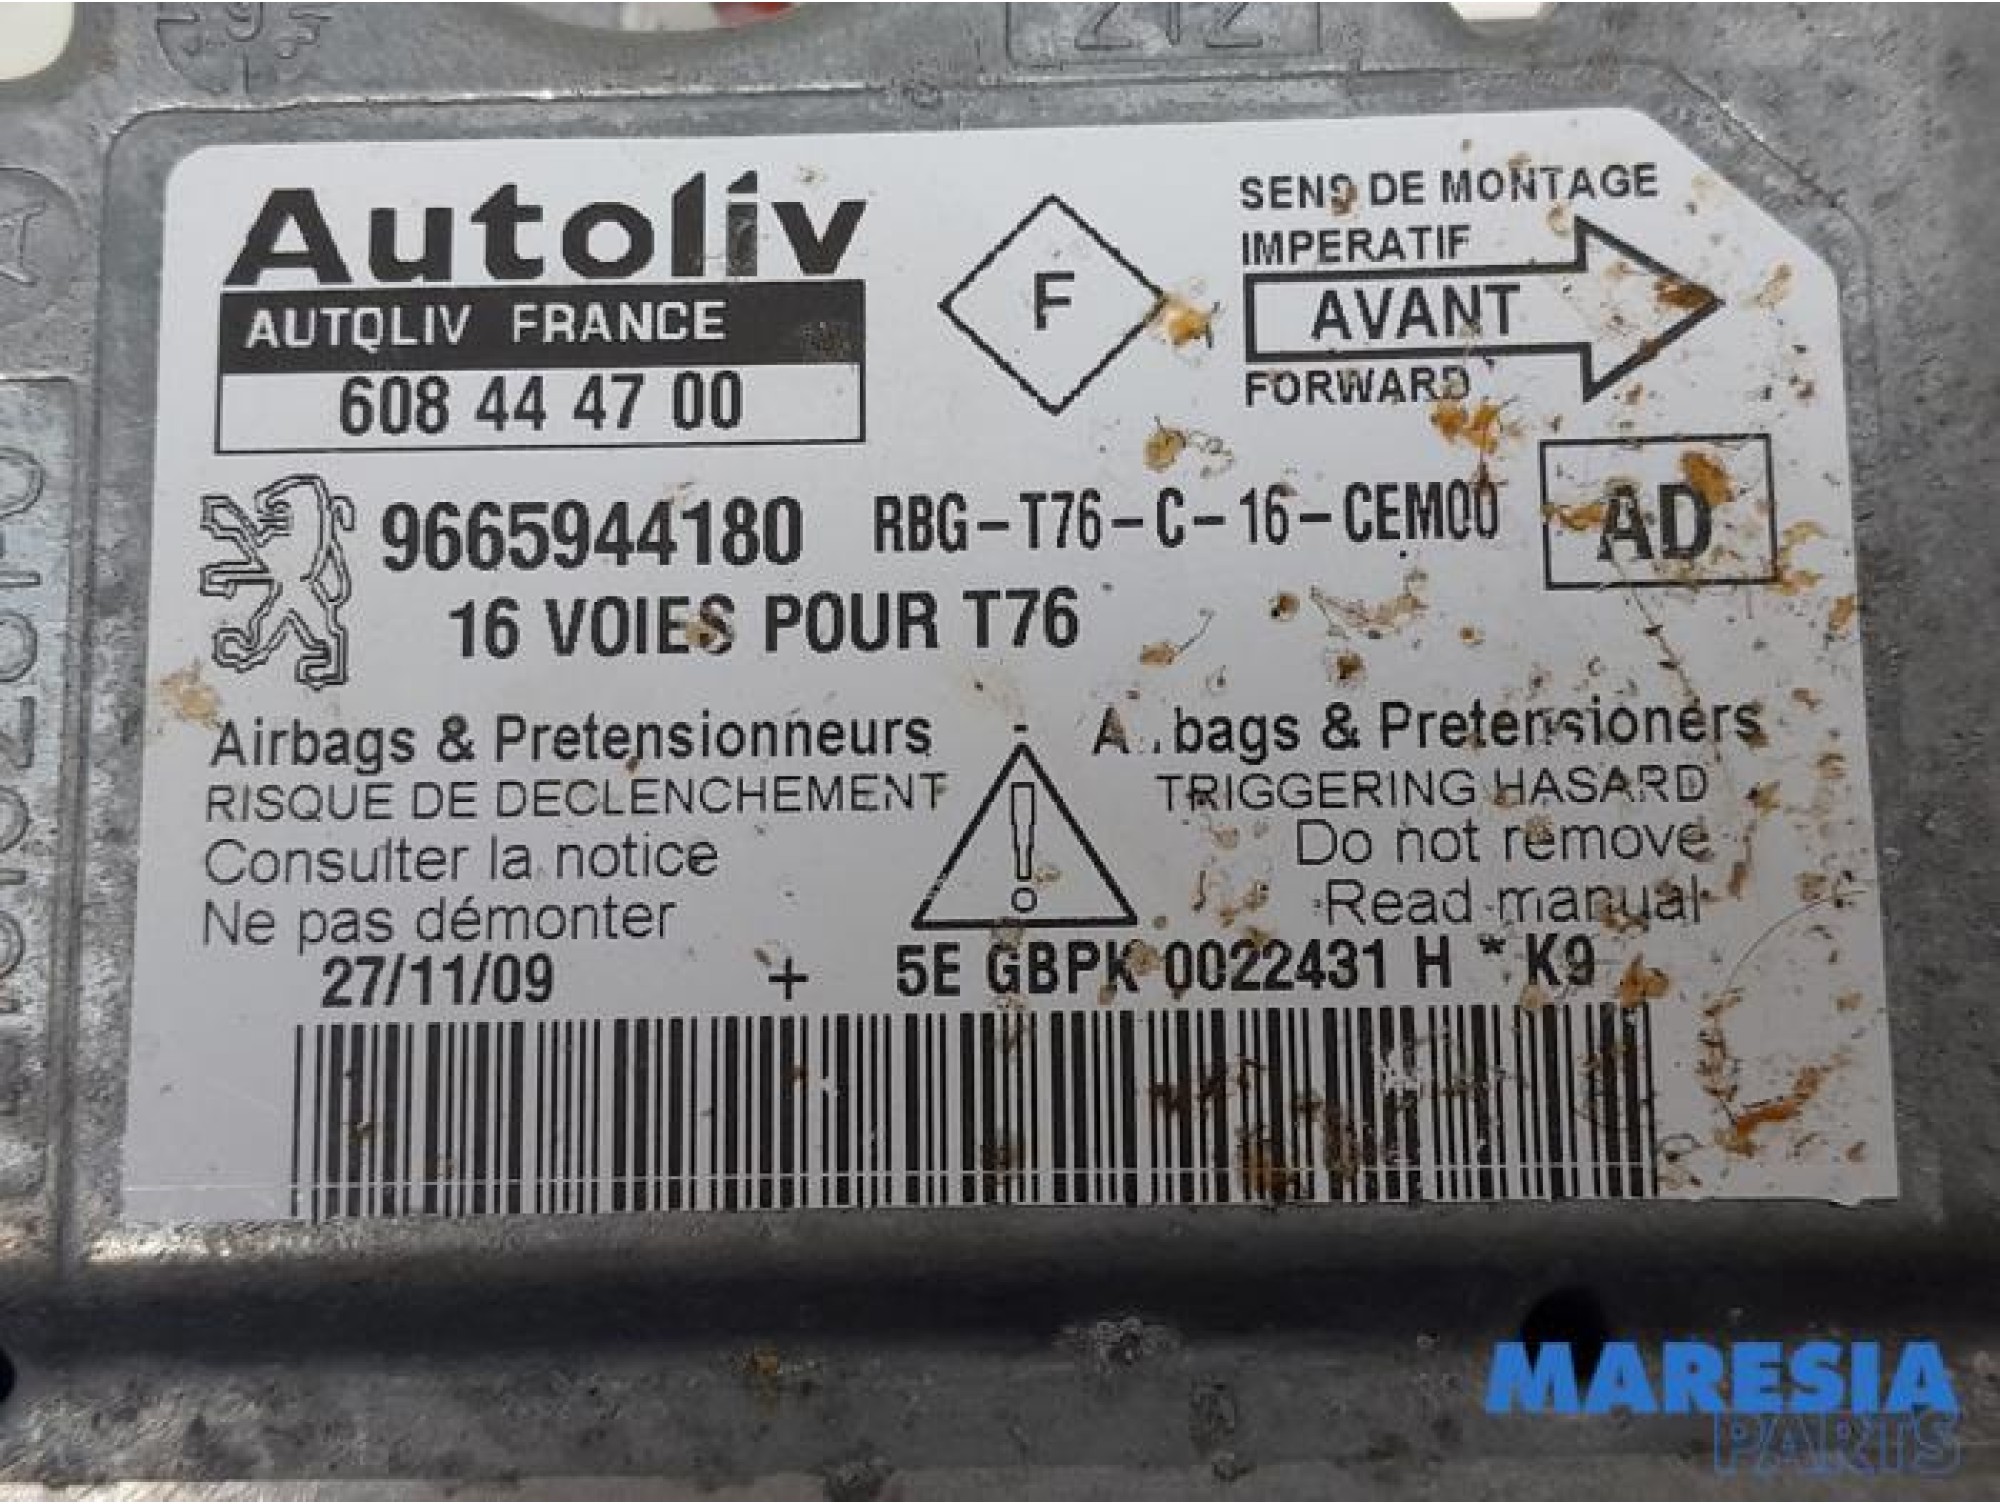 212
Autoliv
AUTOLIV FRANCE
608 44 47 00
F
SENS DE MONTAGE
IMPERATIF
AVANT
FORWARD
9665944180 RBG-T76-C-16-CEM00 AD
16 VOIES POUR T76
Airbags & Pretensionneurs
RISQUE DE DECLENCHEMENT
Consulter la notice
Ne pas démonter
A bags & Pretensioners
TRIGGERING HASARD
Do not remove
Read manual
27/11/09 + 5E GBPK 0022431 H * K9
MARESIA
PARTS